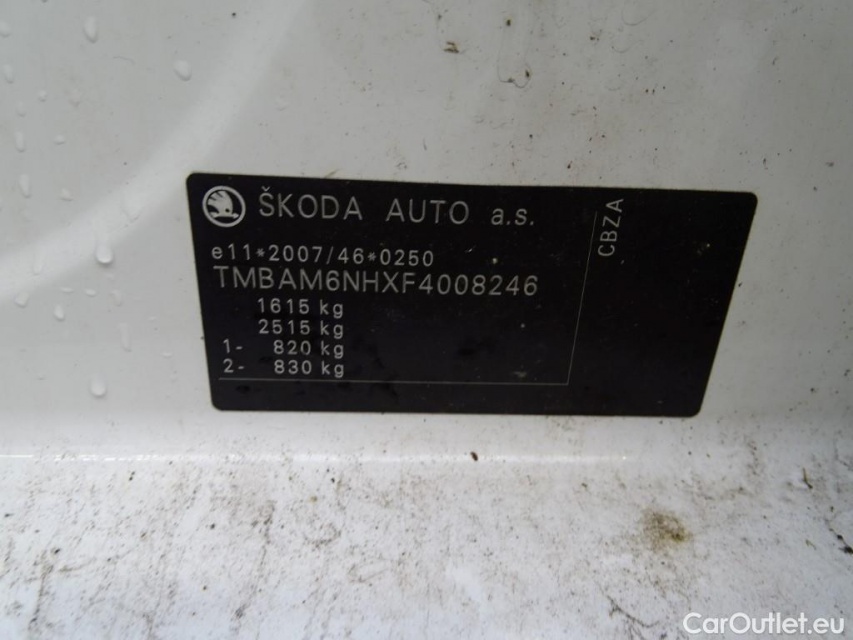 ŠKODA AUTO a.s.
CBZA
e11*2007/46*0250
TMBAM6NHXF4008246
1615 kg
2515 kg
1- 820 kg
2- 830 kg
CarOutlet.eu